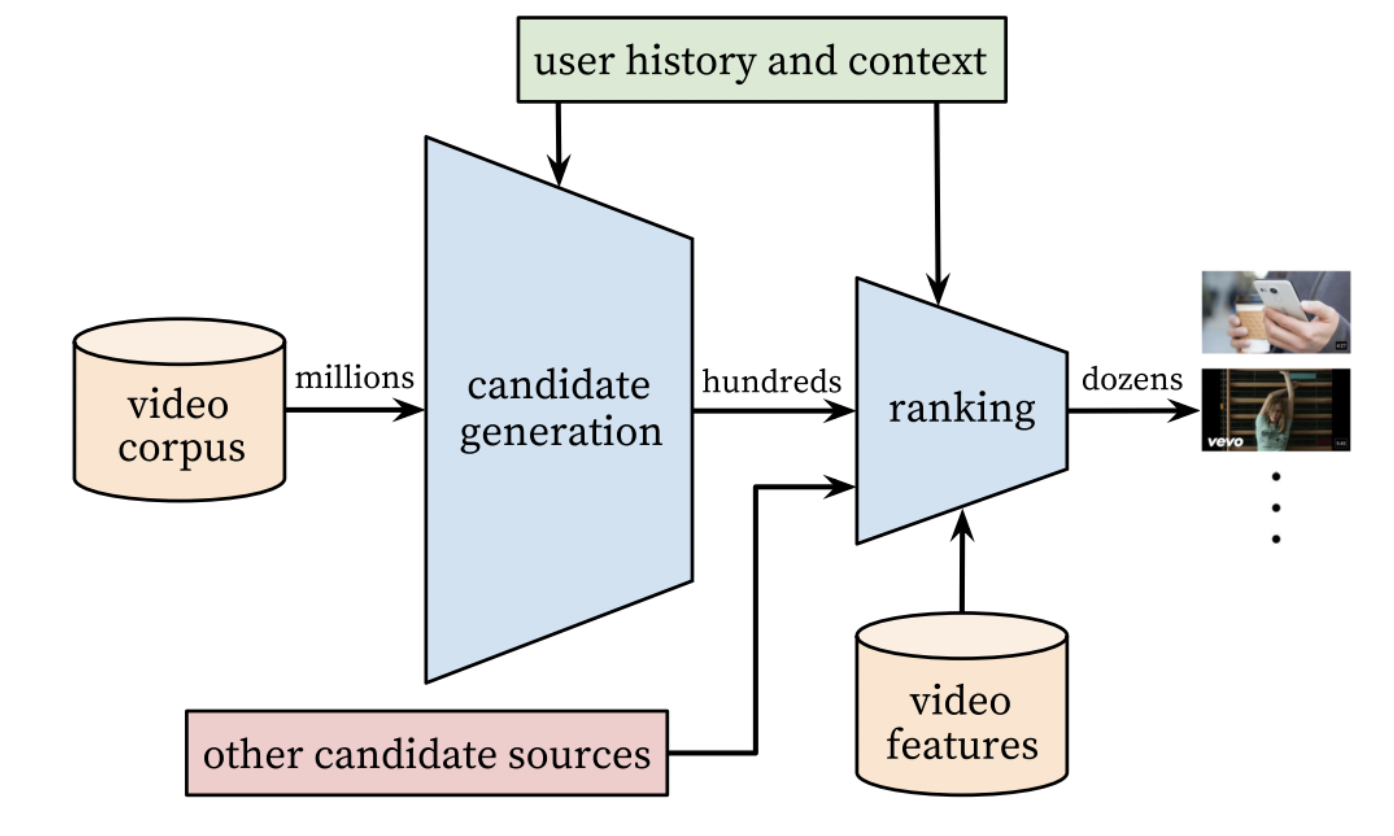 user history and context
millions
video
corpus
candidate
generation
hundreds
ranking
dozens
vevo
other candidate sources
video
features